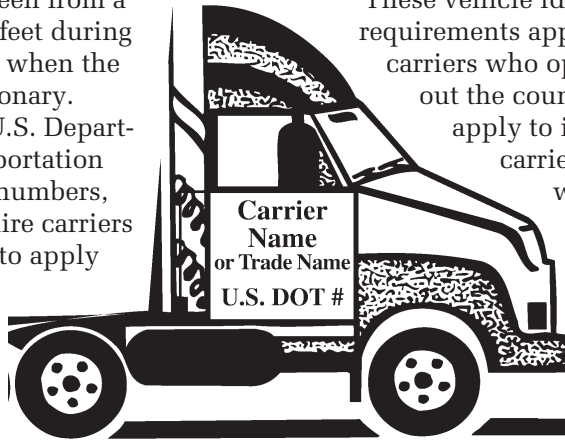 een from a
feet during
when the
onary.
U.S. Depart-
portation
numbers,
ire carriers
to apply
Carrier
Name
or Trade Name
U.S. DOT #
These vehicle id
requirements app
carriers who op
out the cour
apply to i
carrie
w